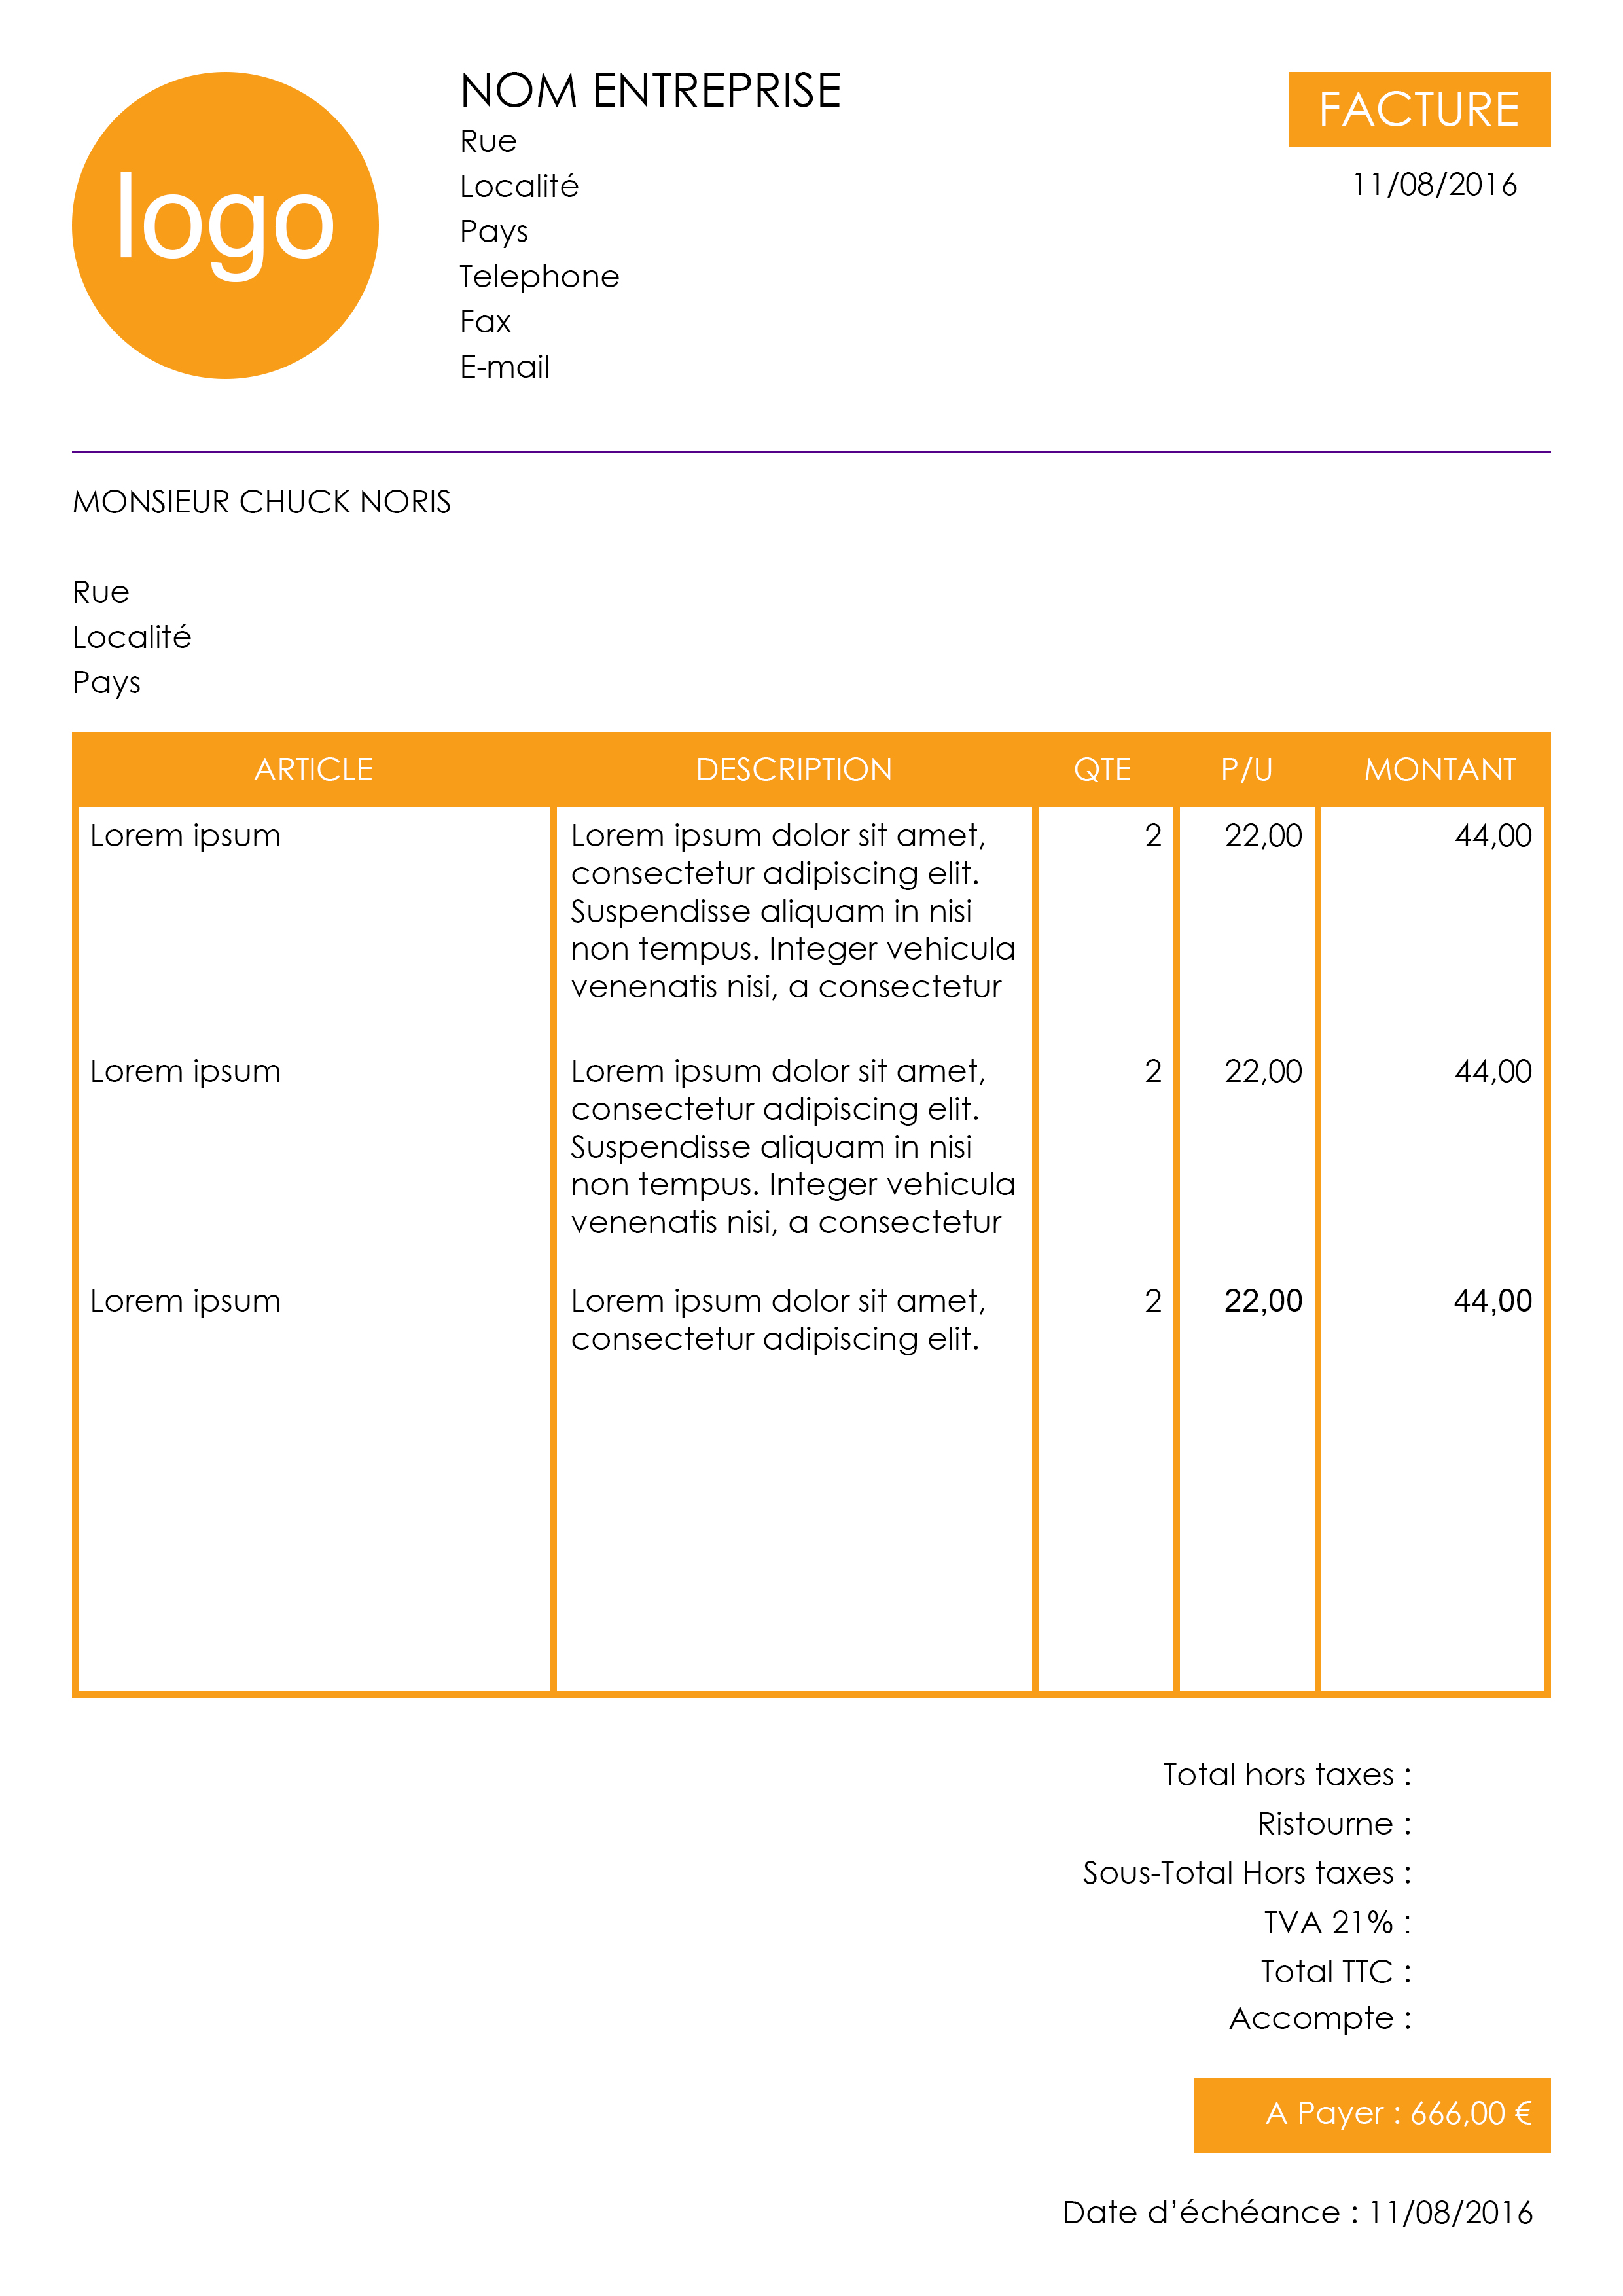 logo
NOM ENTREPRISE
Rue
Localité
Pays
Telephone
Fax
E-mail
FACTURE
11/08/2016
MONSIEUR CHUCK NORIS
Rue
Localité
Pays
ARTICLE DESCRIPTION QTE P/U MONTANT
Lorem ipsum Lorem ipsum dolor sit amet, 2 22,00 44,00
consectetur adipiscing elit.
Suspendisse aliquam in nisi
non tempus. Integer vehicula
venenatis nisi, a consectetur
Lorem ipsum Lorem ipsum dolor sit amet, 2 22,00 44,00
consectetur adipiscing elit.
Suspendisse aliquam in nisi
non tempus. Integer vehicula
venenatis nisi, a consectetur
Lorem ipsum Lorem ipsum dolor sit amet, 2 22,00 44,00
consectetur adipiscing elit.
Total hors taxes :
Ristourne :
Sous-Total Hors taxes :
TVA 21% :
Total TTC :
Accompte :
A Payer : 666,00 €
Date d’échéance : 11/08/2016